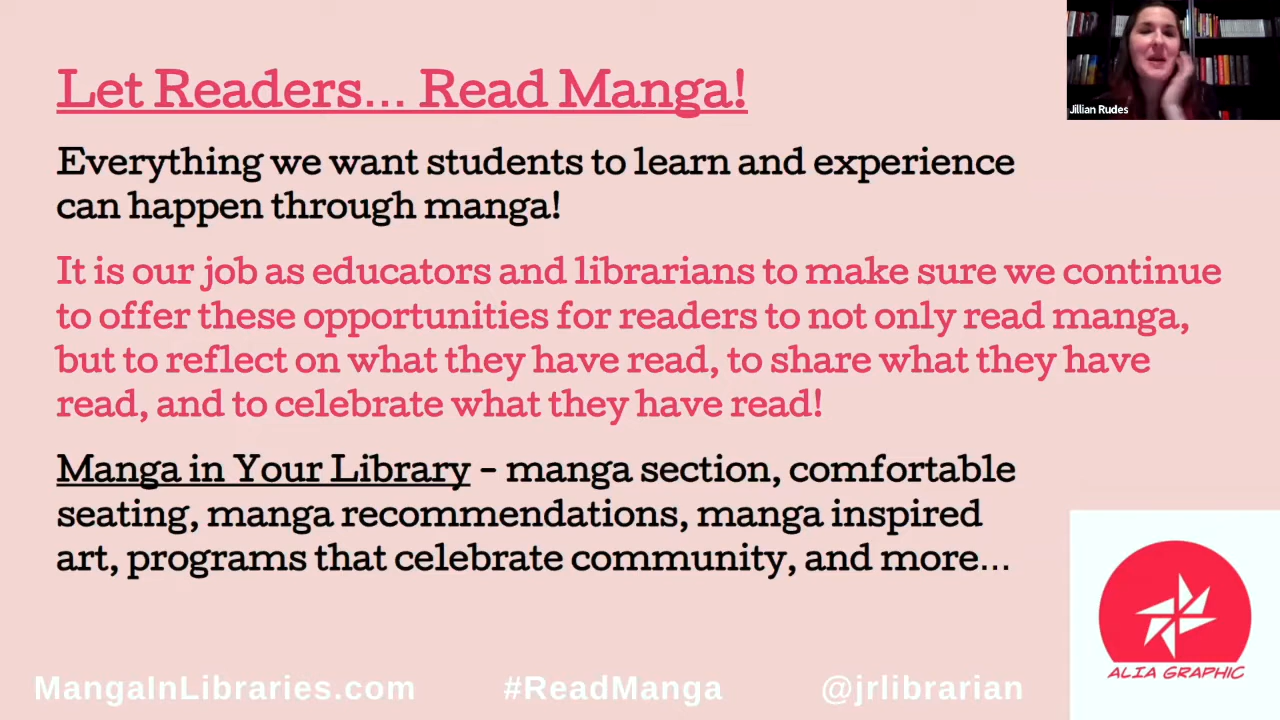 Let Readers... Read Manga!
Jillian Rudes
Everything we want students to learn and experience
can happen through manga!
It is our job as educators and librarians to make sure we continue
to offer these opportunities for readers to not only read manga,
but to reflect on what they have read, to share what they have
read, and to celebrate what they have read!
Manga in Your Library – manga section, comfortable
seating, manga recommendations, manga inspired
art, programs that celebrate community, and more...
ALIA GRAPHIC
MangaInLibraries.com
#ReadManga
@jrlibrarian